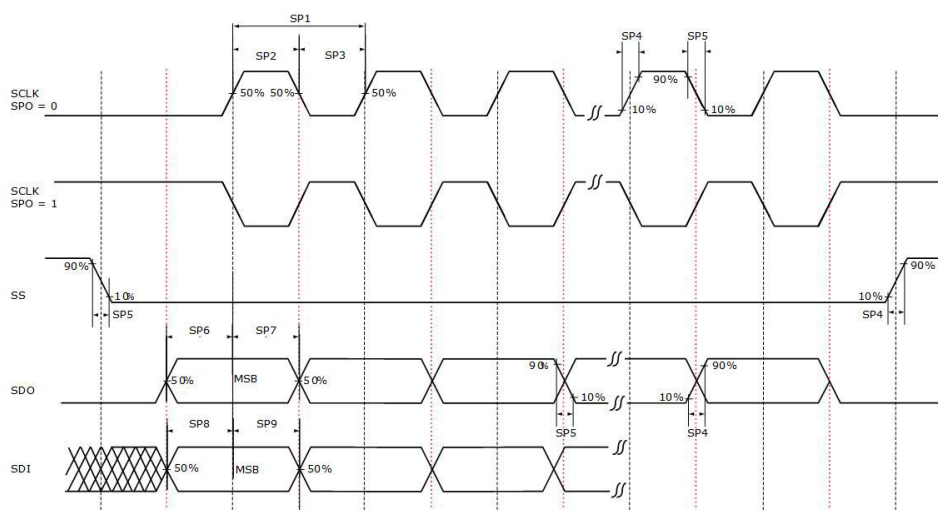 SP1
SP4 SP5
SP2 SP3
SCLK
SPO = 0
50% 50% 50% 90%
10% 10%
SCLK
SPO = 1
90% 90%
SS 10% 10%
SP5 SP4
SP6 SP7
SDO 50% MSB 50% 90% 10% 10% 90%
SP5 SP4
SP8 SP9
SDI 50% MSB 50%